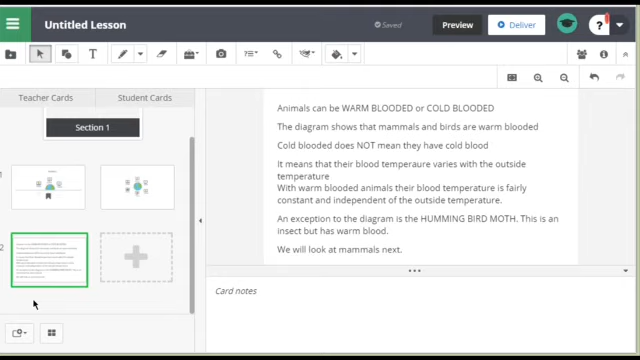 Untitled Lesson
Saved
Preview
Deliver
?
T
Teacher Cards
Student Cards
Section 1
1
2
Animals can be WARM BLOODED or COLD BLOODED
The diagram shows that mammals and birds are warm blooded
Cold blooded does NOT mean they have cold blood
It means that their blood temperaure varies with the outside
temperature
With warm blooded animals their blood temperature is fairly
constant and independent of the outside temperature.
An exception to the diagram is the HUMMING BIRD MOTH. This is an
insect but has warm blood.
We will look at mammals next.
Card notes